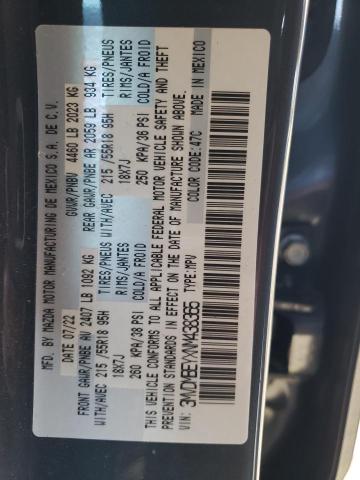 MFD. BY MAZDA MOTOR MANUFACTURING DE MEXICO S.A. DE C.V.
DATE 07/22 GVWR/PNBV 4460 LB 2023 KG
FRONT GAWR/PNBE AV 2407 LB 1092 KG REAR GAWR/PNBE AR 2059 LB 934 KG
WITH/AVEC 215 /55R18 95H TIRES/PNEUS WITH/AVEC 215 /55R18 95H TIRES/PNEUS
18X7J RIMS/JANTES 18X7J RIMS/JANTES
260 KPA/38 PSI COLD/A FROID 250 KPA/36 PSI COLD/A FROID
THIS VEHICLE CONFORMS TO ALL APPLICABLE FEDERAL MOTOR VEHICLE SAFETY AND THEFT
PREVENTION STANDARDS IN EFFECT ON THE DATE OF MANUFACTURE SHOWN ABOVE.
VIN: TYPE:MPV COLOR CODE:47C MADE IN MEXICO